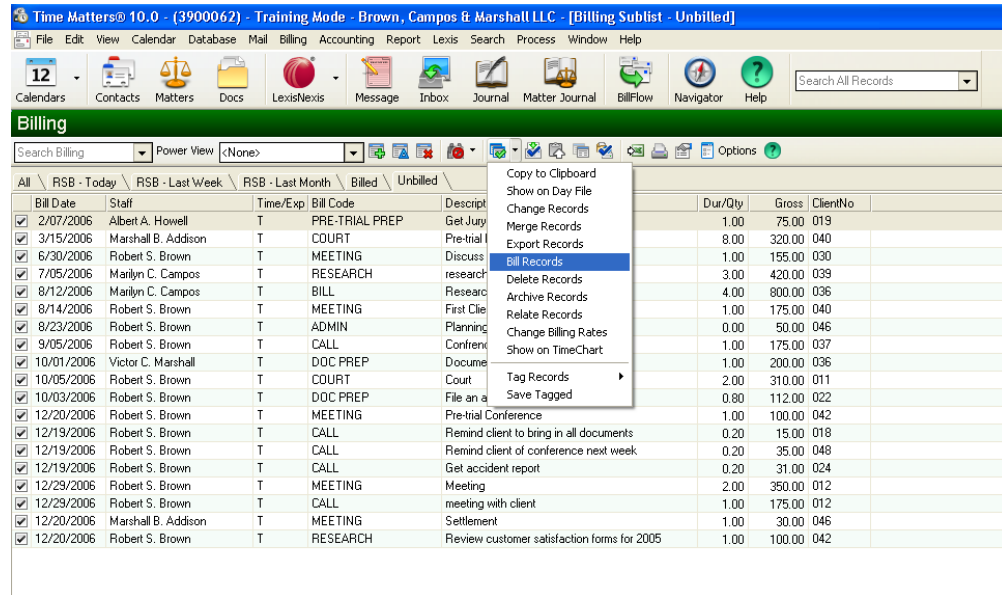 Time Matters® 10.0 - (3900062) - Training Mode - Brown, Campos & Marshall LLC - [Billing Sublist - Unbilled]
File Edit View Calendar Database Mail Billing Accounting Report Lexis Search Process Window Help
12
Calendars Contacts Matters Docs LexisNexis Message Inbox Journal Matter Journal BillFlow Navigator Help Search All Records
Billing
Search Billing Power View <None> Options
All RSB - Today RSB - Last Week RSB - Last Month Billed Unbilled
Bill Date Staff Time/Exp Bill Code Descript Dur/Qty Gross ClientNo
2/07/2006 Albert A. Howell T PRE-TRIAL PREP Get Jury 1.00 75.00 019
3/15/2006 Marshall B. Addison T COURT Pre-trial 8.00 320.00 040
6/30/2006 Robert S. Brown T MEETING Discuss 1.00 155.00 030
7/05/2006 Marilyn C. Campos T RESEARCH research 3.00 420.00 039
8/12/2006 Marilyn C. Campos T BILL Researc 4.00 800.00 036
8/14/2006 Robert S. Brown T MEETING First Clie 1.00 175.00 040
8/23/2006 Robert S. Brown T ADMIN Planning 0.00 50.00 046
9/05/2006 Robert S. Brown T CALL Confrenc 1.00 175.00 037
10/01/2006 Victor C. Marshall T DOC PREP Docume 1.00 200.00 036
10/05/2006 Robert S. Brown T COURT Court 2.00 310.00 011
10/03/2006 Robert S. Brown T DOC PREP File an a 0.80 112.00 022
12/20/2006 Robert S. Brown T MEETING Pre-trial Conference 1.00 100.00 042
12/19/2006 Robert S. Brown T CALL Remind client to bring in all documents 0.20 15.00 018
12/19/2006 Robert S. Brown T CALL Remind client of conference next week 0.20 35.00 048
12/19/2006 Robert S. Brown T CALL Get accident report 0.20 31.00 024
12/29/2006 Robert S. Brown T MEETING Meeting 2.00 350.00 012
12/29/2006 Robert S. Brown T CALL meeting with client 1.00 175.00 012
12/20/2006 Marshall B. Addison T MEETING Settlement 1.00 30.00 046
12/20/2006 Robert S. Brown T RESEARCH Review customer satisfaction forms for 2005 1.00 100.00 042
Copy to Clipboard
Show on Day File
Change Records
Merge Records
Export Records
Bill Records
Delete Records
Archive Records
Relate Records
Change Billing Rates
Show on TimeChart
Tag Records
Save Tagged